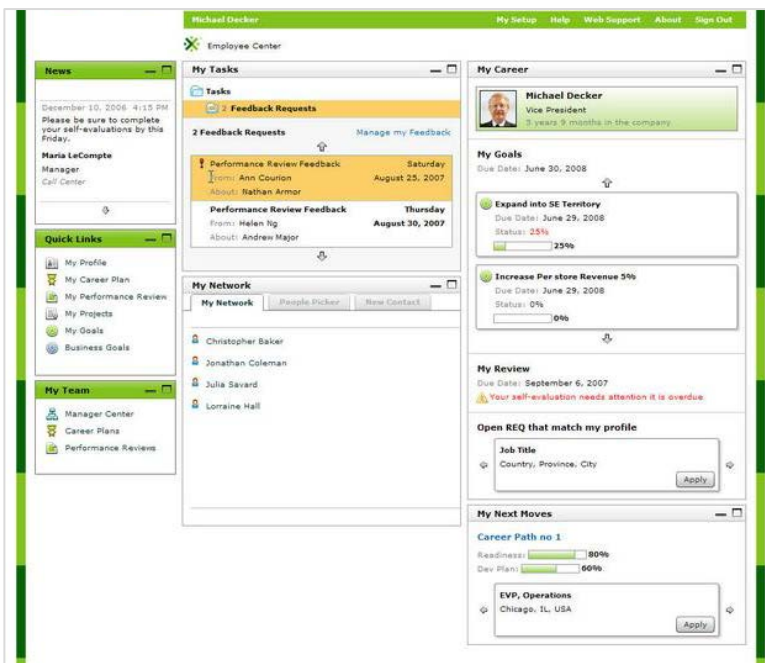 Michael Decker My Setup Help Web Support About Sign Out
Employee Center
News
December 10, 2006 4:15 PM
Please be sure to complete
your self-evaluations by this
Friday.
Maria LeCompte
Manager
Call Center
Quick Links
My Profile
My Career Plan
My Performance Review
My Projects
My Goals
Business Goals
My Team
Manager Center
Career Plans
Performance Reviews
My Tasks
Tasks
2 Feedback Requests
2 Feedback Requests Manage my Feedback
Performance Review Feedback Saturday
From: Ann Courion August 25, 2007
About: Nathan Armor
Performance Review Feedback Thursday
From: Helen Ng August 30, 2007
About: Andrew Major
My Network
My Network People Picker New Contact
Christopher Baker
Jonathan Coleman
Julia Savard
Lorraine Hall
My Career
Michael Decker
Vice President
5 years 9 months in the company
My Goals
Due Date: June 30, 2008
Expand into SE Territory
Due Date: June 29, 2008
Status: 25%
25%
Increase Per store Revenue 5%
Due Date: June 29, 2008
Status: 0%
0%
My Review
Due Date: September 6, 2007
Your self-evaluation needs attention it is overdue
Open REQ that match my profile
Job Title
Country, Province, City
Apply
My Next Moves
Career Path no 1
Readiness: 80%
Dev Plan: 60%
EVP, Operations
Chicago, IL, USA
Apply